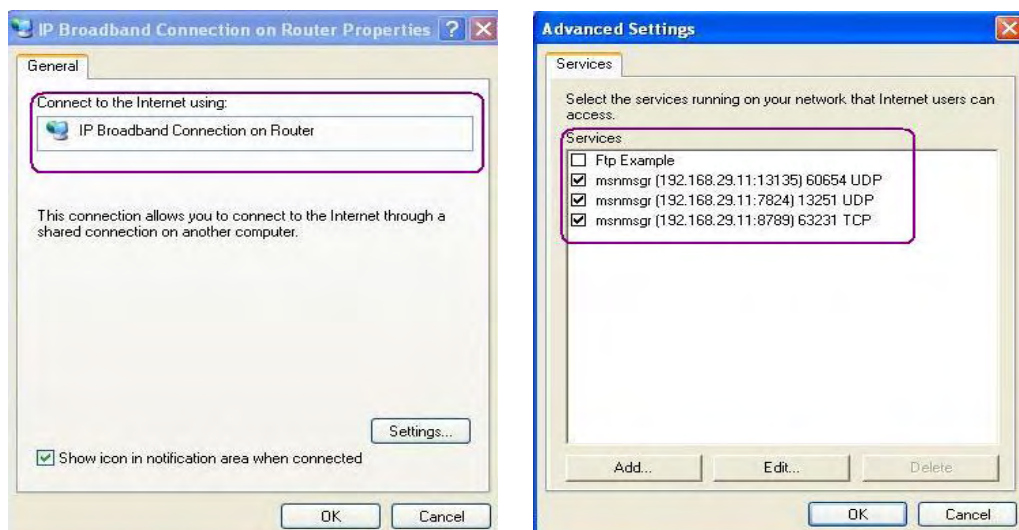 IP Broadband Connection on Router Properties
General
Connect to the Internet using:
IP Broadband Connection on Router
This connection allows you to connect to the Internet through a
shared connection on another computer.
Settings...
Show icon in notification area when connected
OK
Cancel
Advanced Settings
Services
Select the services running on your network that Internet users can
access.
Services
Ftp Example
msnmsgr (192.168.29.11:13135) 60654 UDP
msnmsgr (192.168.29.11:7824) 13251 UDP
msnmsgr (192.168.29.11:8789) 63231 TCP
Add...
Edit...
Delete
OK
Cancel